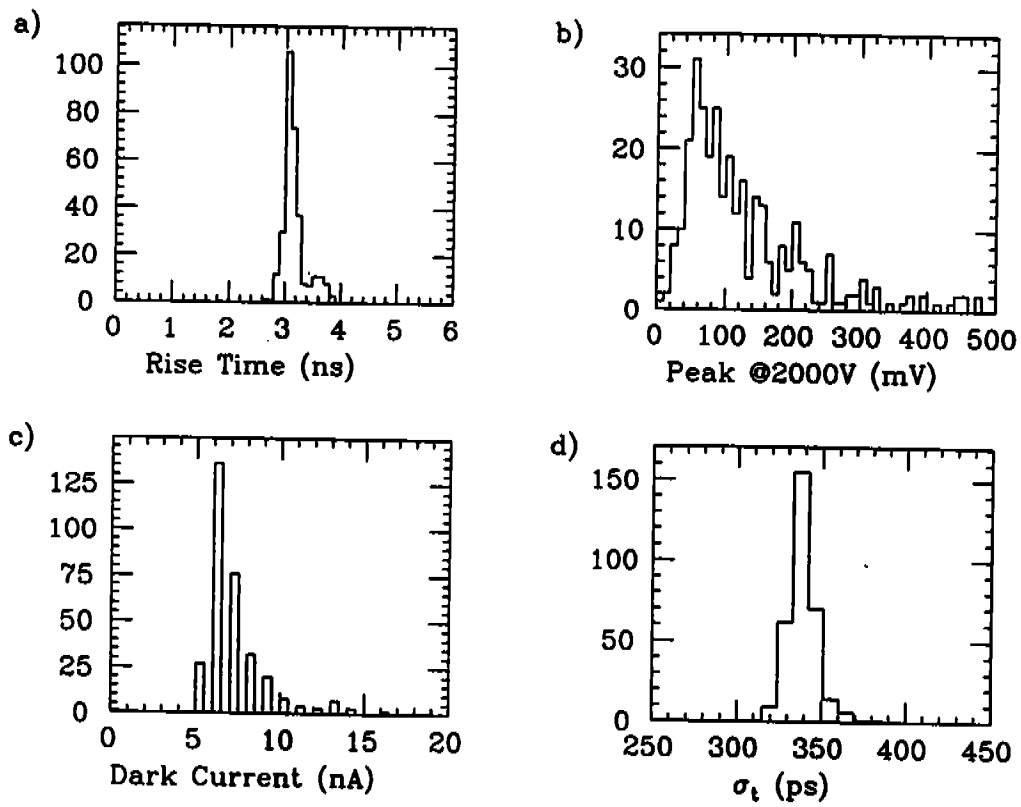 a)
100
80
60
40
20
0
0 1 2 3 4 5 6
Rise Time (ns)
b)
30
20
10
0
0 100 200 300 400 500
Peak @2000V (mV)
c)
125
100
75
50
25
0
0 5 10 15 20
Dark Current (nA)
d)
150
100
50
0
250 300 350 400 450
σt (ps)